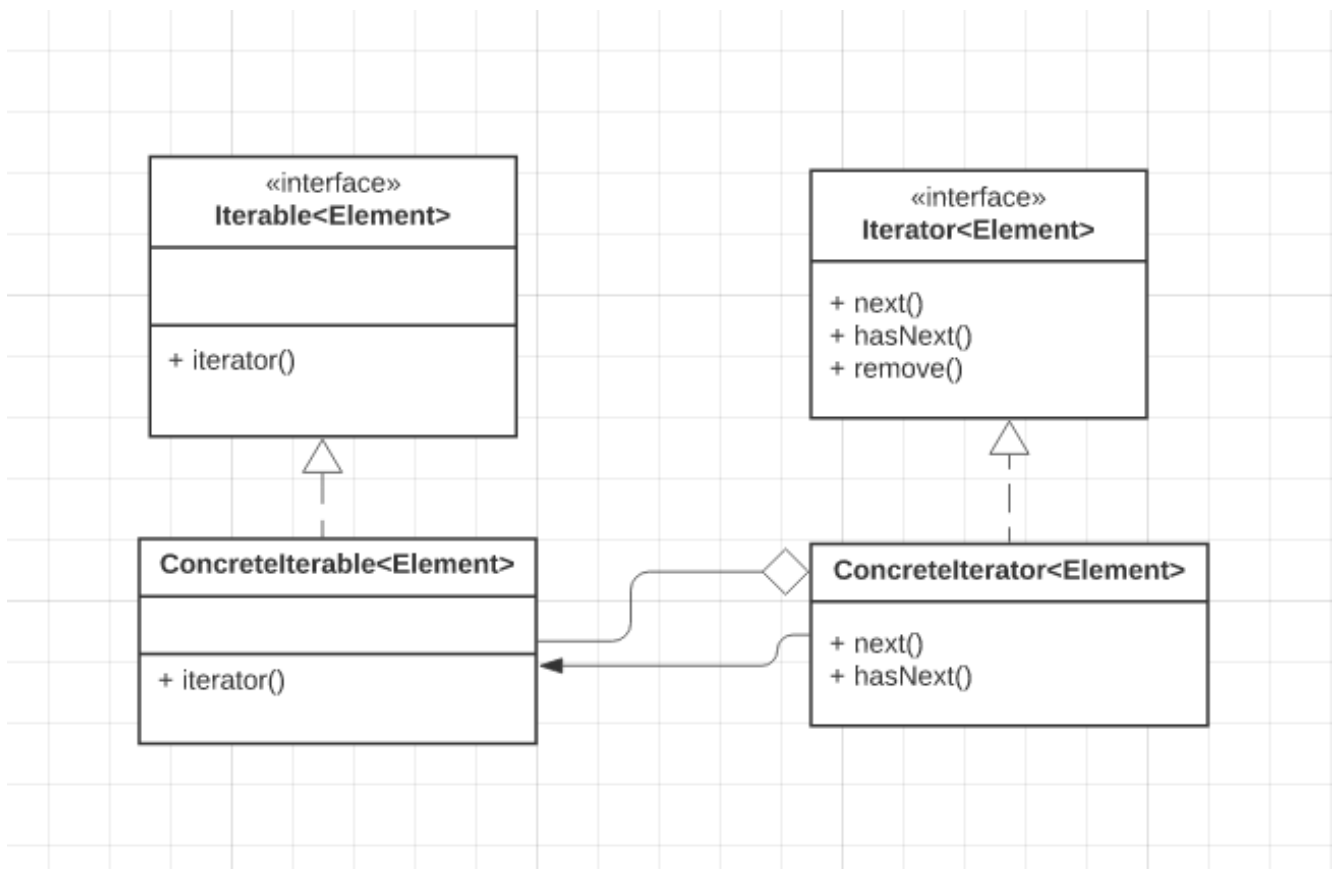 «interface»
Iterable<Element>
+ iterator()
«interface»
Iterator<Element>
+ next()
+ hasNext()
+ remove()
ConcreteIterable<Element>
+ iterator()
ConcreteIterator<Element>
+ next()
+ hasNext()